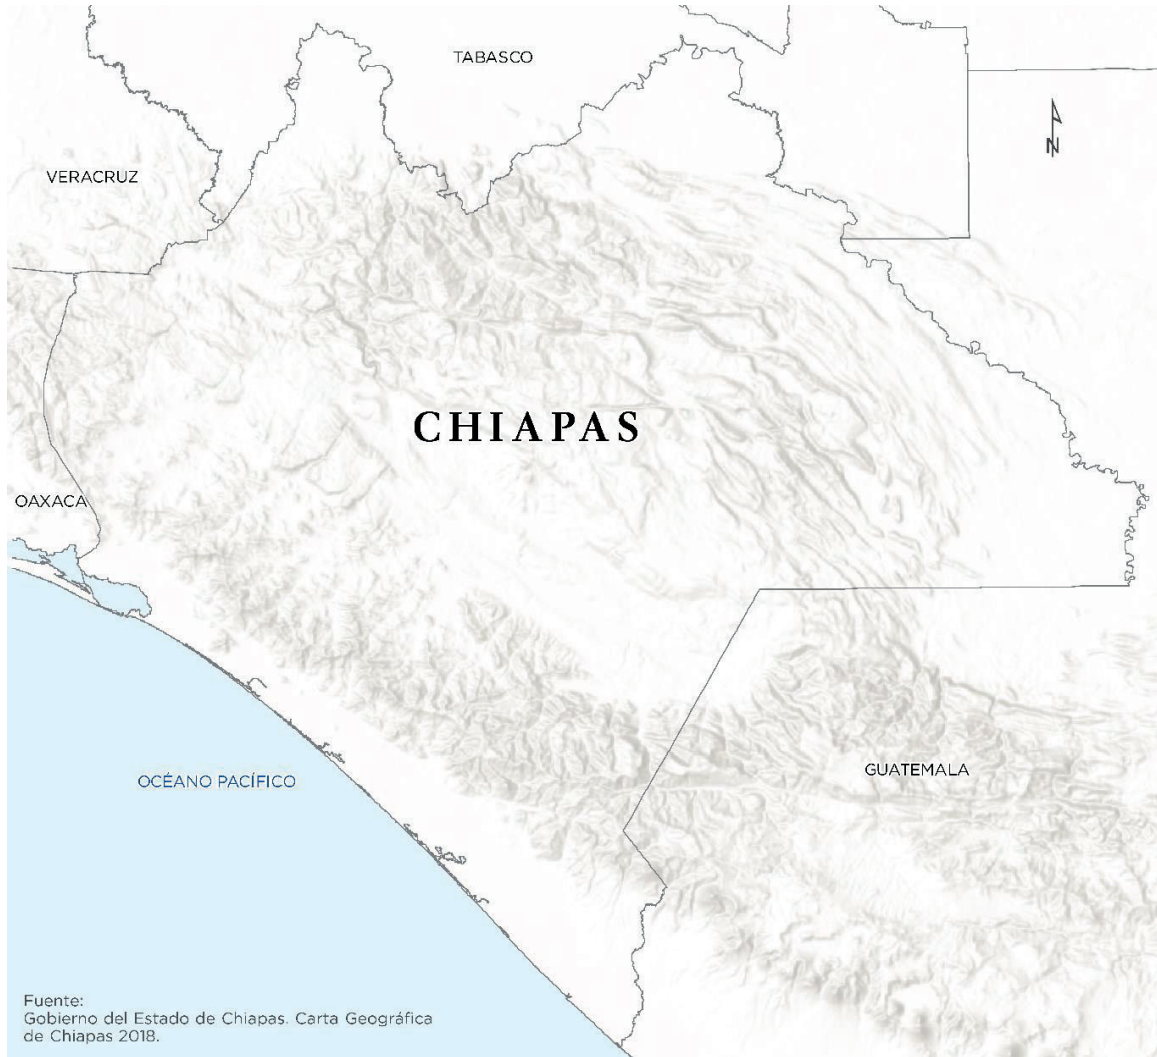 TABASCO
N
VERACRUZ
CHIAPAS
OAXACA
GUATEMALA
OCÉANO PACÍFICO
Fuente:
Gobierno del Estado de Chiapas. Carta Geográfica
de Chiapas 2018.